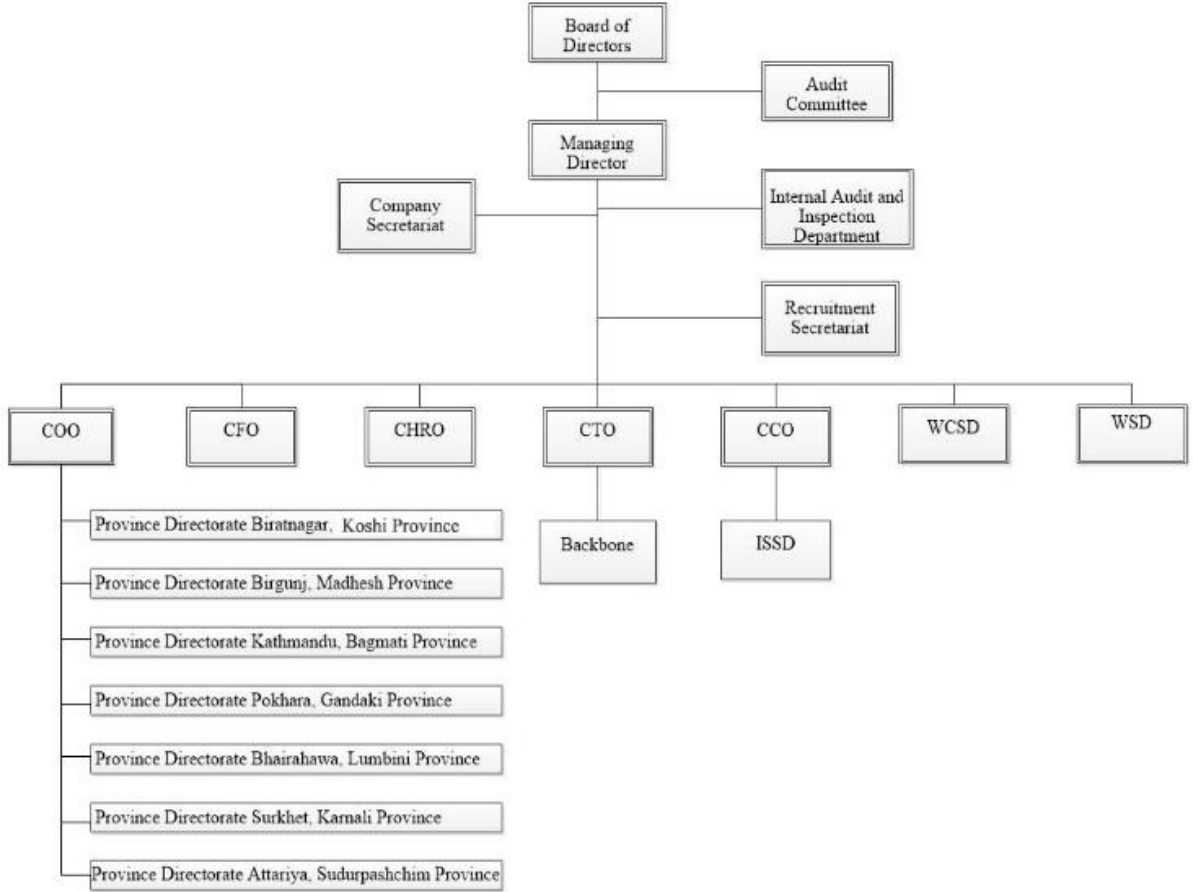 Board of
Directors
Audit
Committee
Managing
Director
Company
Secretariat
Internal Audit and
Inspection
Department
Recruitment
Secretariat
COO
CFO
CHRO
CTO
CCO
WCSD
WSD
Backbone
ISSD
Province Directorate Biratnagar, Koshi Province
Province Directorate Birgunj, Madhesh Province
Province Directorate Kathmandu, Bagmati Province
Province Directorate Pokhara, Gandaki Province
Province Directorate Bhairahawa, Lumbini Province
Province Directorate Surkhet, Karnali Province
Province Directorate Attariya, Sudurpashchim Province